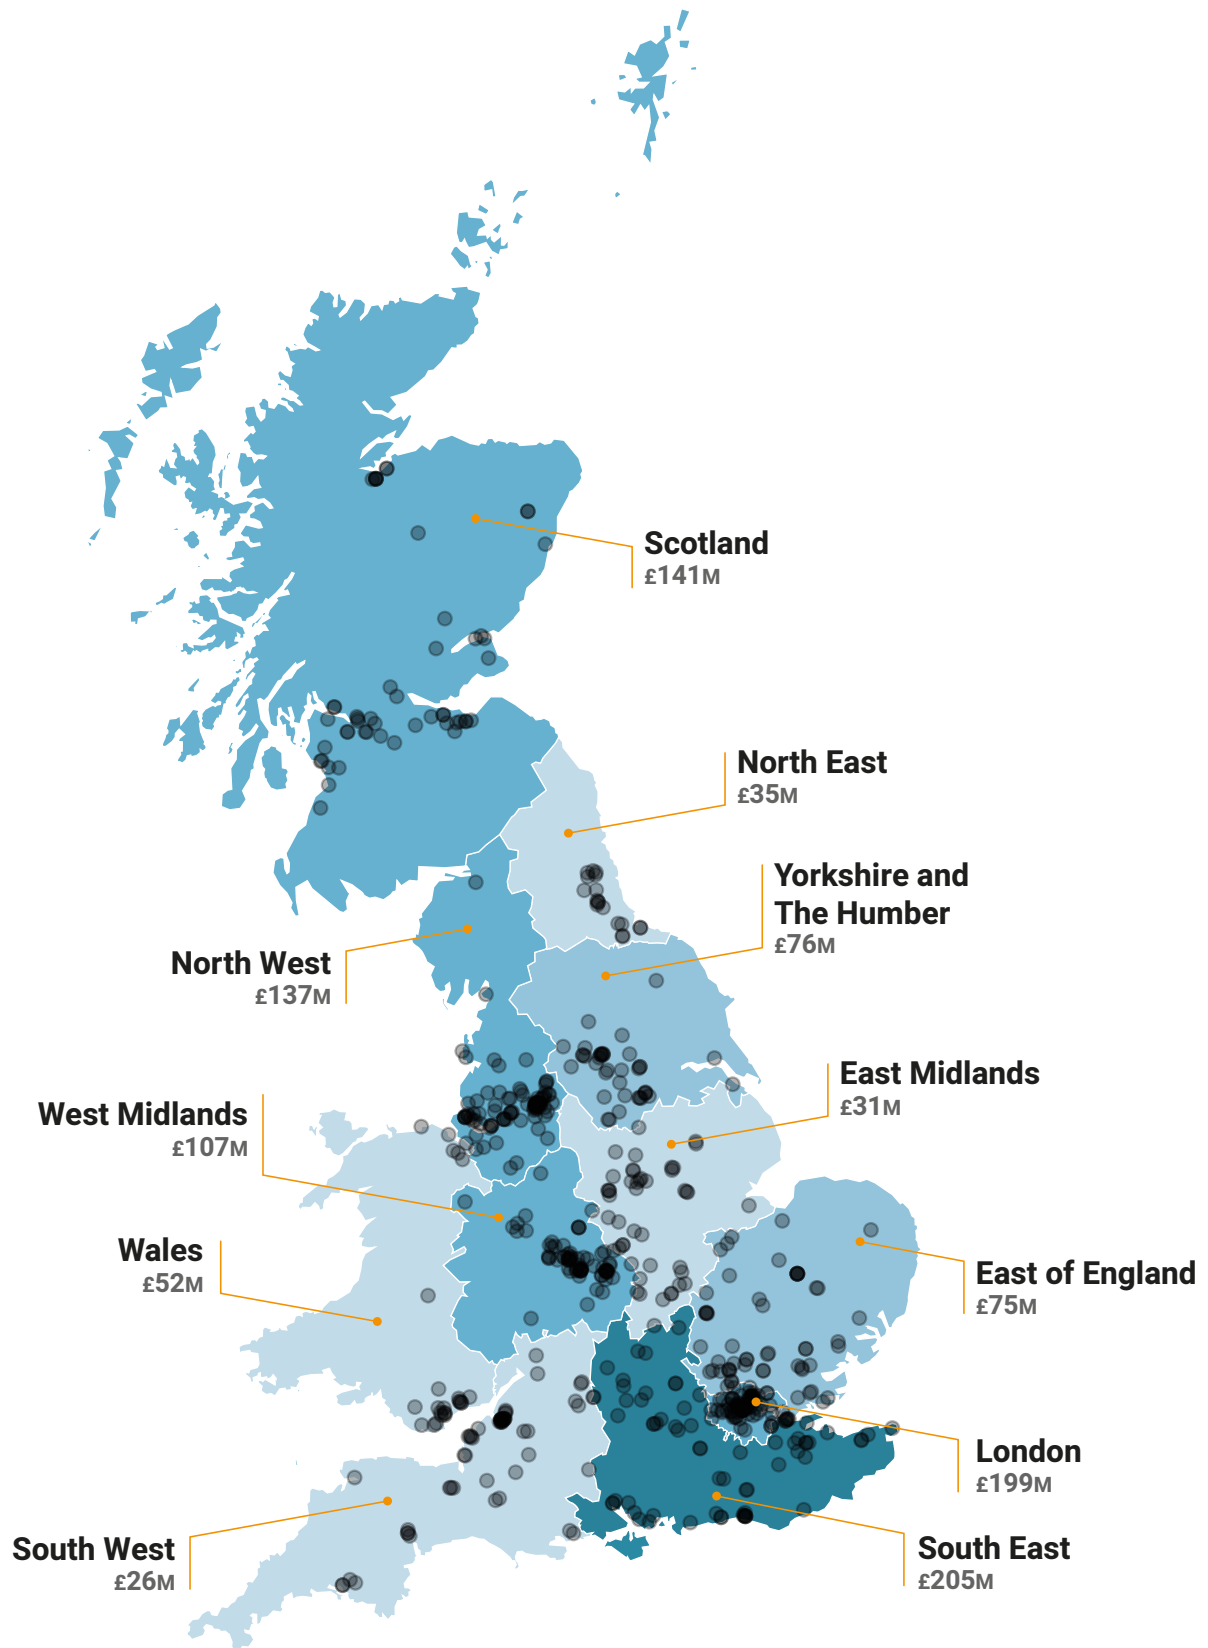 Scotland
£141M
North East
£35M
Yorkshire and
The Humber
£76M
North West
£137M
East Midlands
£31M
West Midlands
£107M
Wales
£52M
East of England
£75M
London
£199M
South West
£26M
South East
£205M